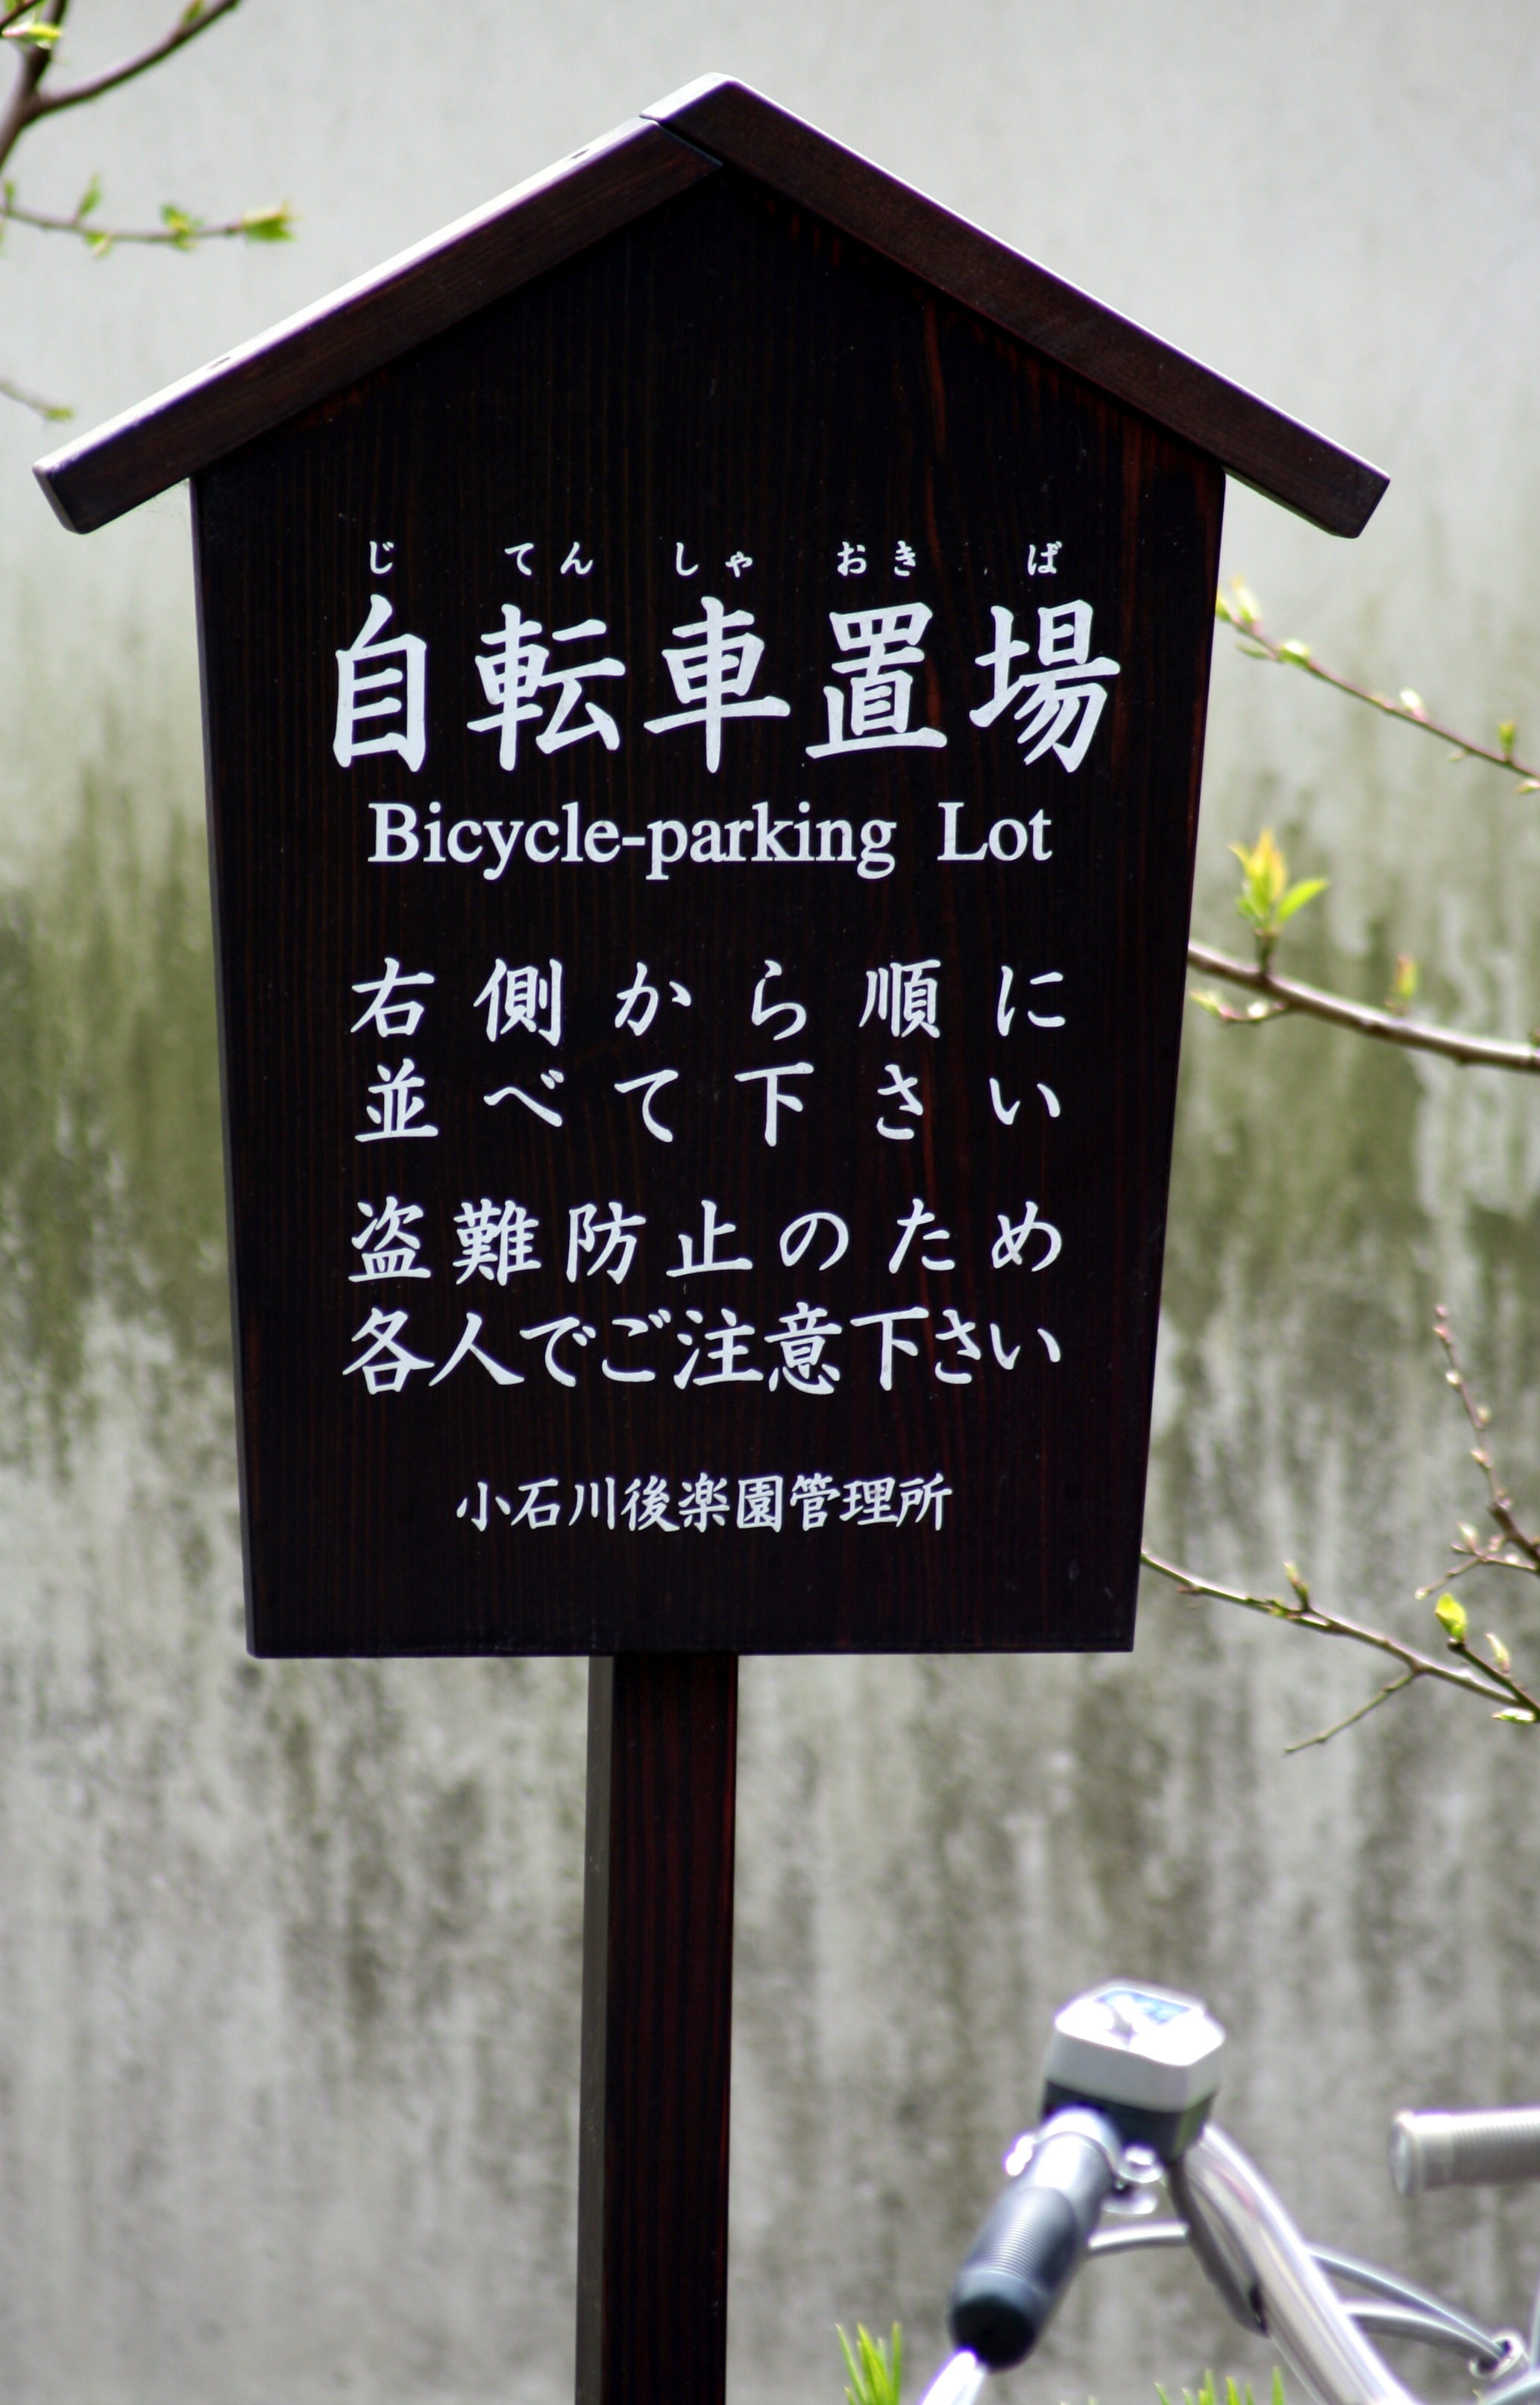 じてんしゃおきば
自転車置場
Bicycle-parking Lot
右側から順に
並べて下さい
盗難防止のため
各人でご注意下さい
小石川後楽園管理所